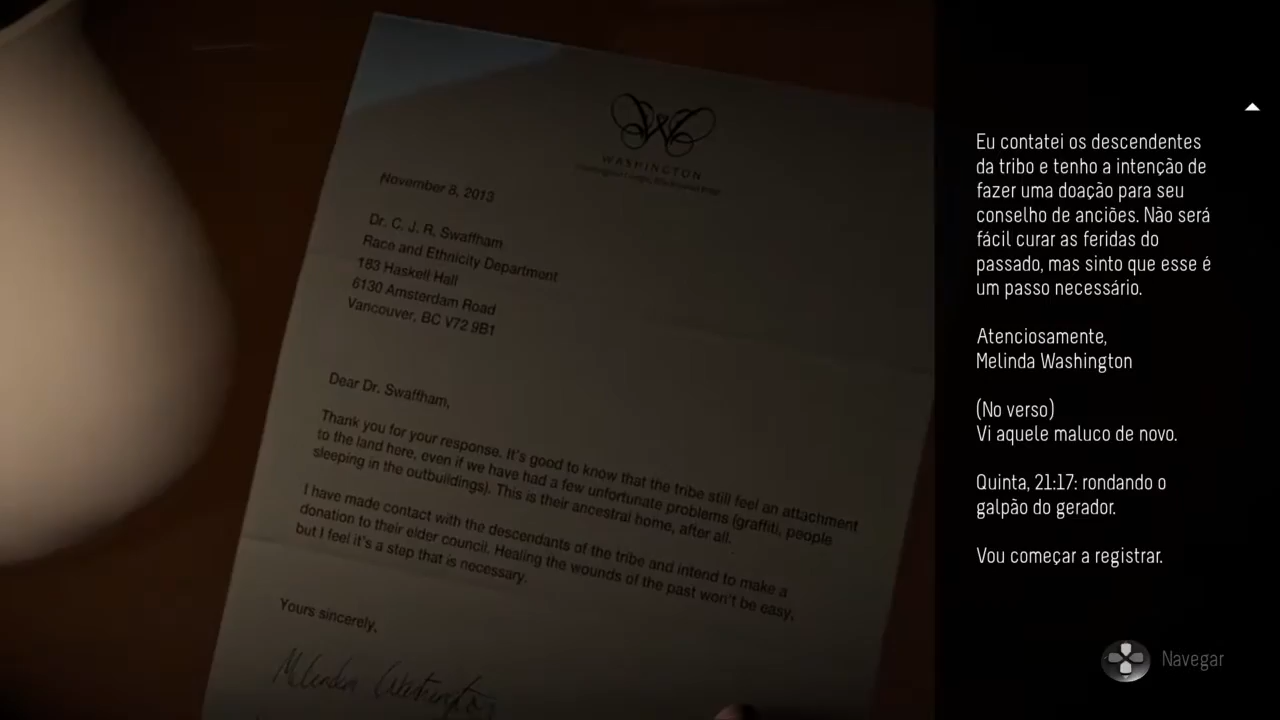 W
WASHINGTON
November 8, 2013
Dr. C. J. R. Swaffham
Race and Ethnicity Department
183 Haskell Hall
6130 Amsterdam Road
Vancouver, BC V72 9B1
Dear Dr. Swaffham,
Thank you for your response. It's good to know that the tribe still feel an attachment
to the land here, even if we have had a few unfortunate problems (graffiti, people
sleeping in the outbuildings). This is their ancestral home, after all.
I have made contact with the descendants of the tribe and intend to make a
donation to their elder council. Healing the wounds of the past won't be easy,
but I feel it's a step that is necessary.
Yours sincerely,
Melinda Washington
Eu contatei os descendentes
da tribo e tenho a intenção de
fazer uma doação para seu
conselho de anciões. Não será
fácil curar as feridas do
passado, mas sinto que esse é
um passo necessário.
Atenciosamente,
Melinda Washington
(No verso)
Vi aquele maluco de novo.
Quinta, 21:17: rondando o
galpão do gerador.
Vou começar a registrar.
Navegar